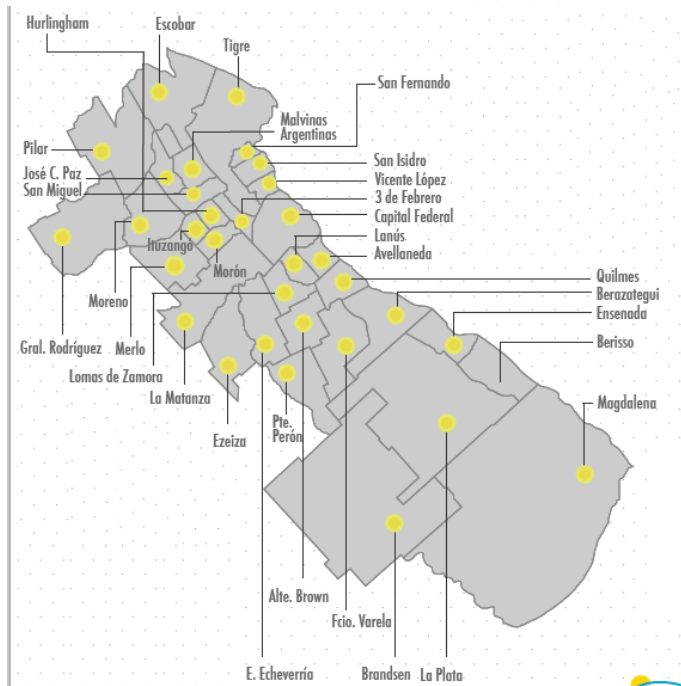 Hurlingham
Escobar
Tigre
San Fernando
Malvinas
Argentinas
Pilar
José C. Paz
San Miguel
San Isidro
Vicente López
3 de Febrero
Capital Federal
Lanús
Avellaneda
Ituzangó
Morón
Quilmes
Berazategui
Ensenada
Berisso
Moreno
Gral. Rodríguez
Merlo
Lomas de Zamora
La Matanza
Ezeiza
Pte.
Perón
Magdalena
Alte. Brown
Fcio. Varela
E. Echeverría
Brandsen
La Plata